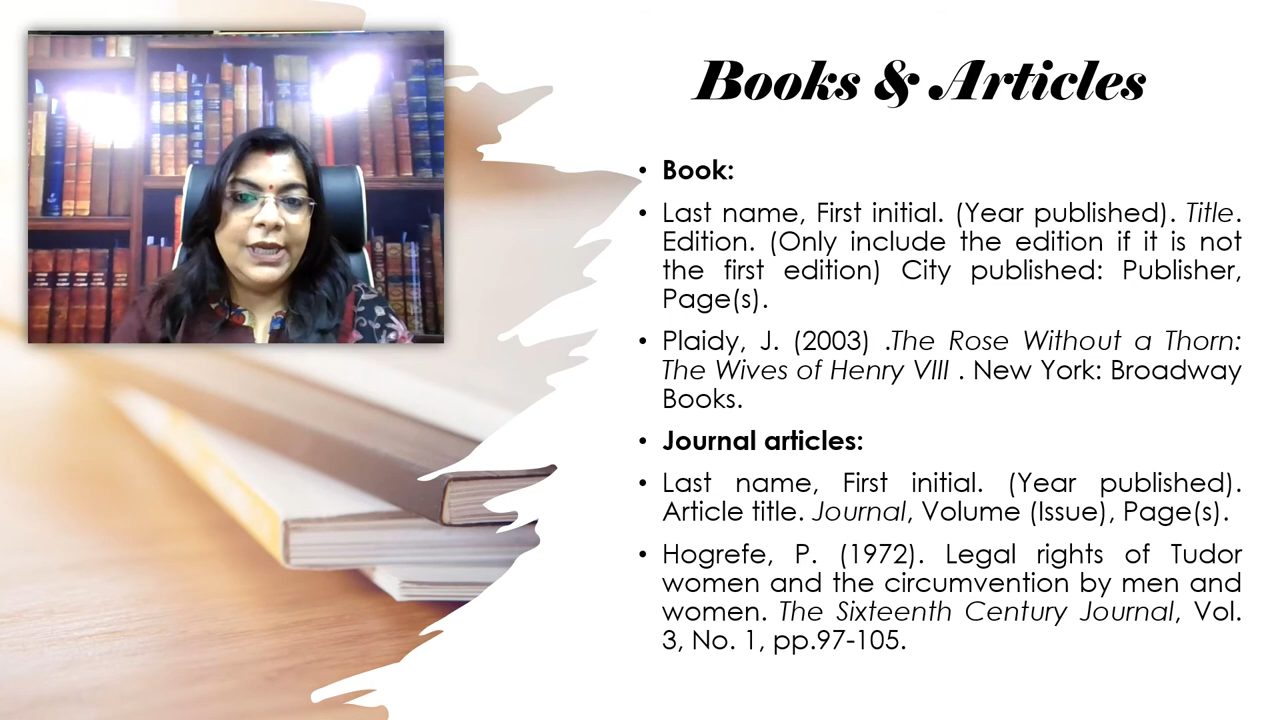 Books & Articles
• Book:
• Last name, First initial. (Year published). Title.
Edition. (Only include the edition if it is not
the first edition) City published: Publisher,
Page(s).
• Plaidy, J. (2003) .The Rose Without a Thorn:
The Wives of Henry VIII . New York: Broadway
Books.
• Journal articles:
• Last name, First initial. (Year published).
Article title. Journal, Volume (Issue), Page(s).
• Hogrefe, P. (1972). Legal rights of Tudor
women and the circumvention by men and
women. The Sixteenth Century Journal, Vol.
3, No. 1, pp.97-105.